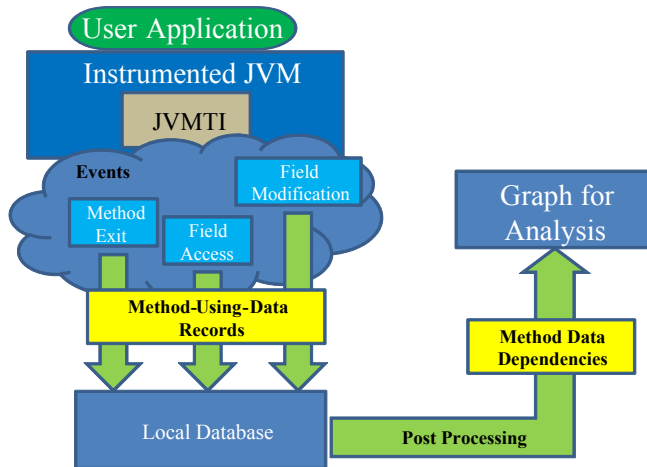 User Application
Instrumented JVM
JVMTI
Events
Field
Modification
Method
Exit
Field
Access
Graph for
Analysis
Method-Using-Data
Records
Method Data
Dependencies
Local Database
Post Processing